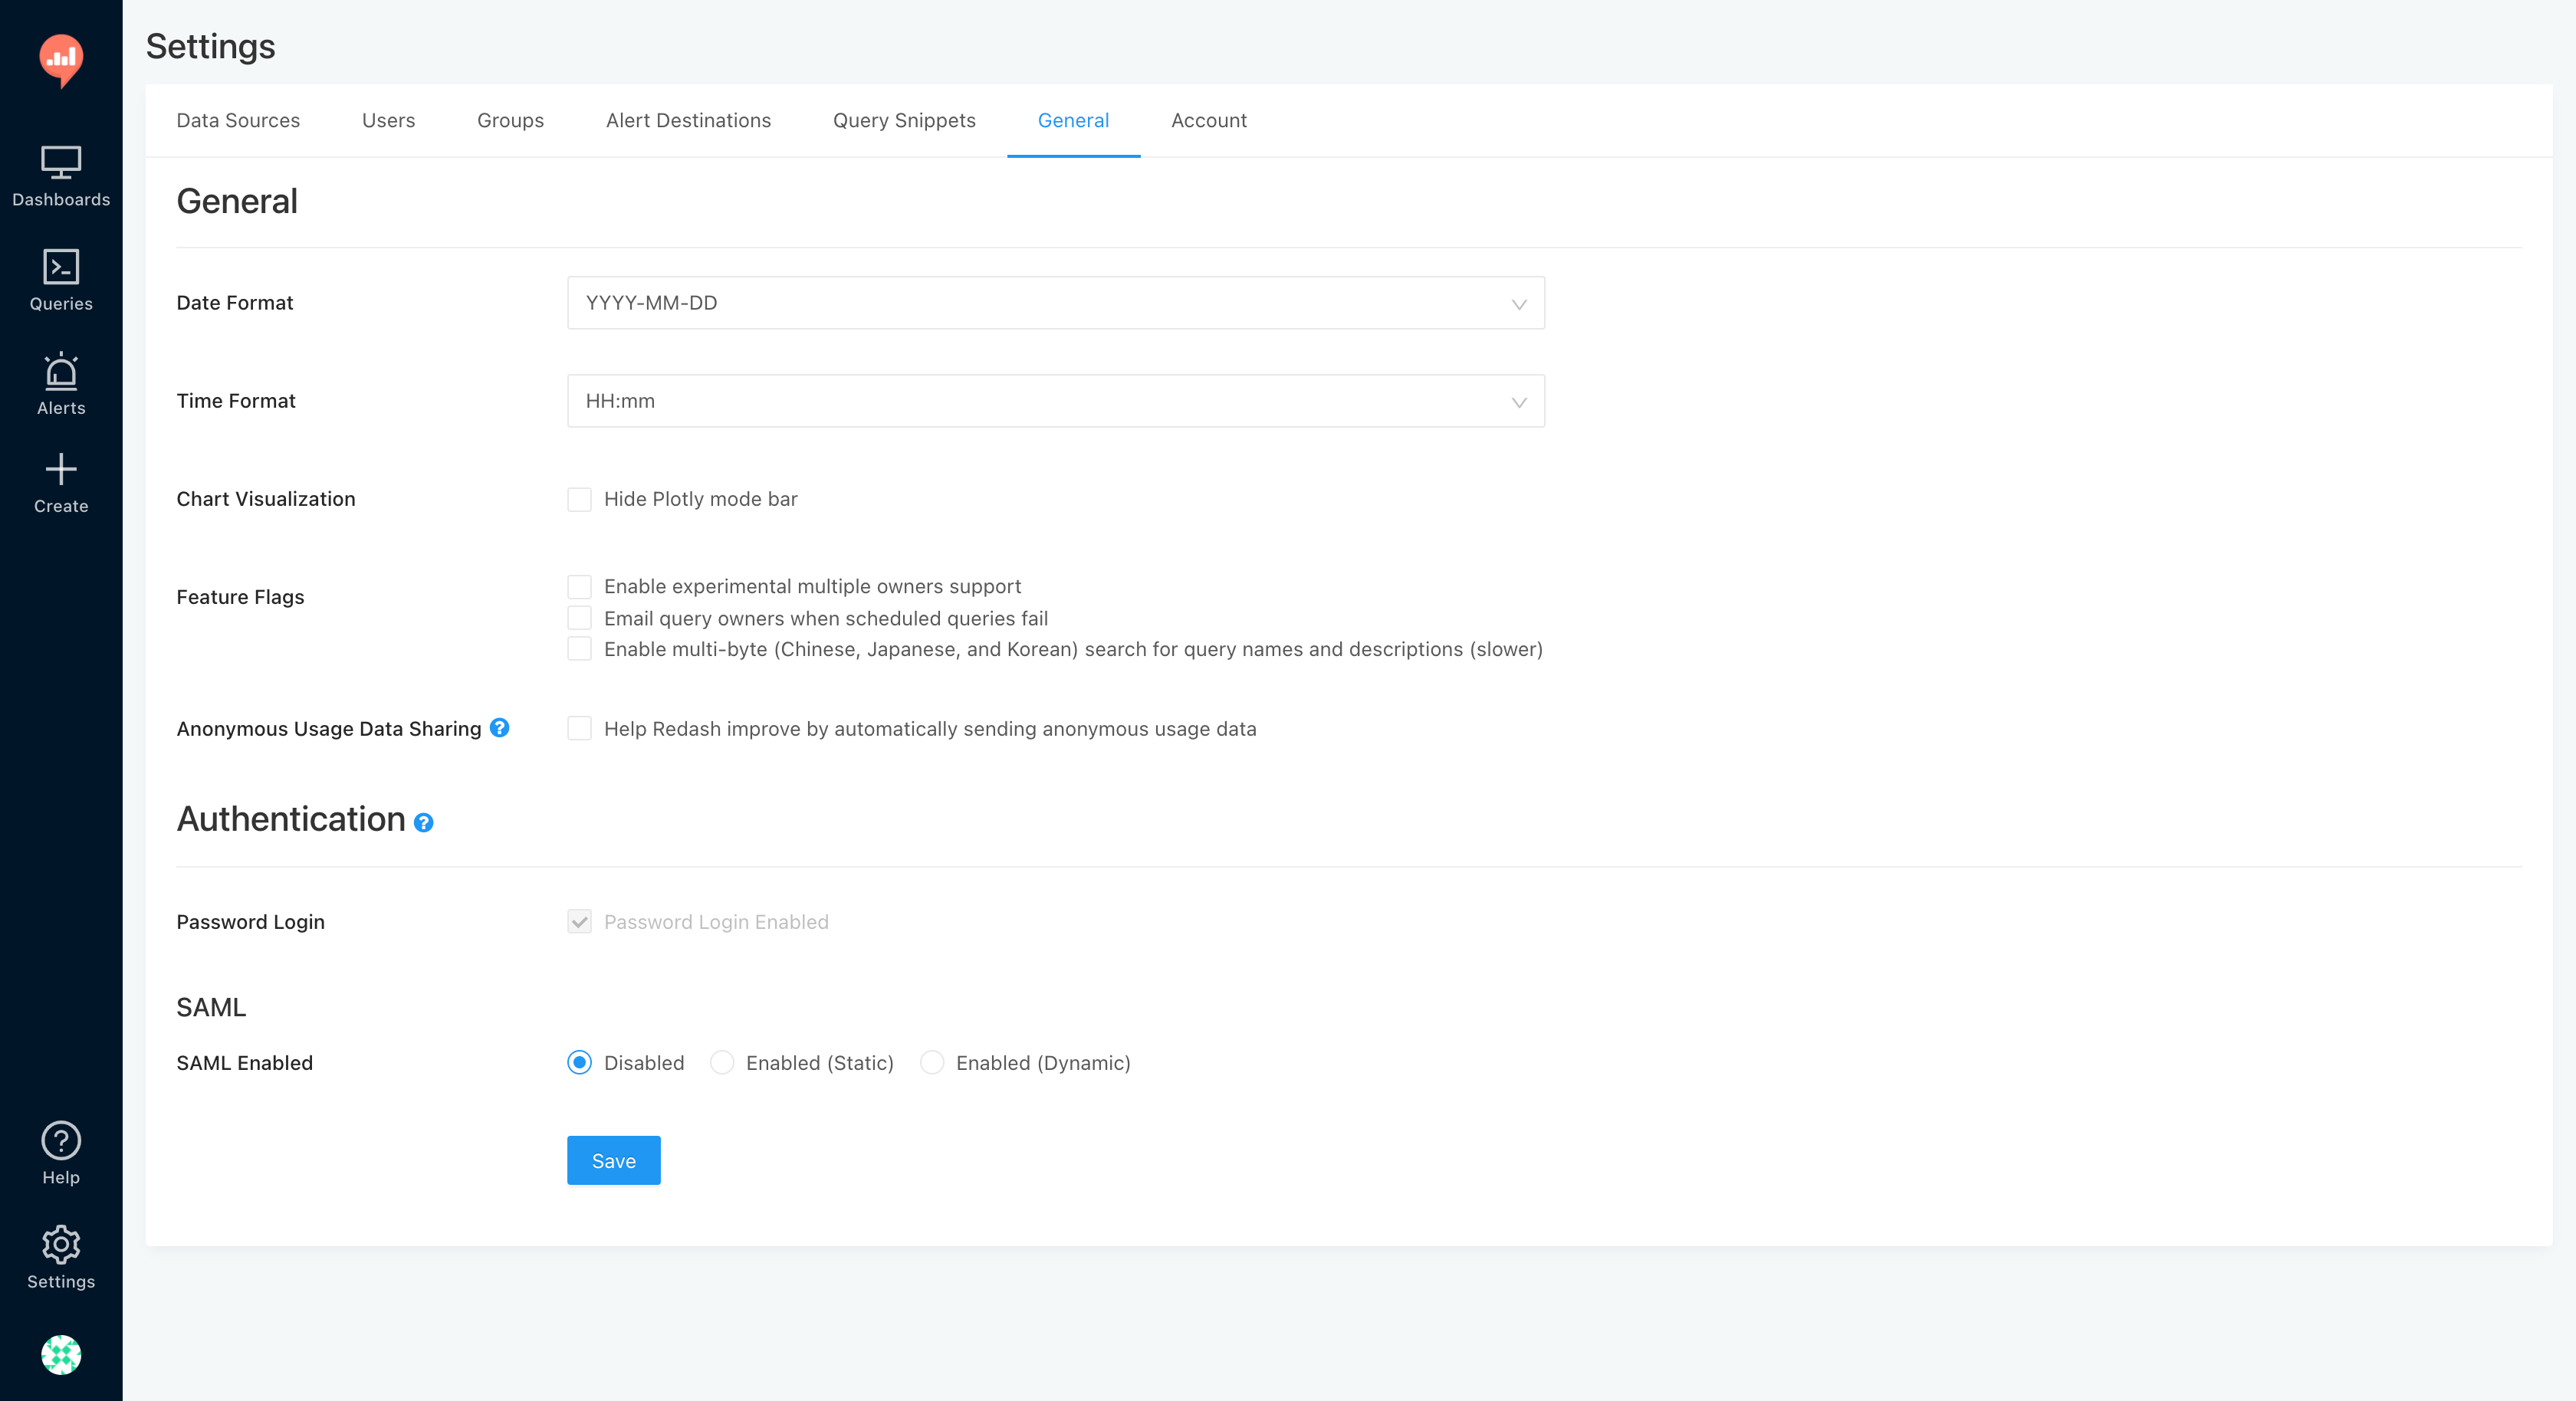 Settings
Data Sources Users Groups Alert Destinations Query Snippets General Account
Dashboards
Queries
Alerts
Create
Help
Settings
General
Date Format YYYY-MM-DD
Time Format HH:mm
Chart Visualization Hide Plotly mode bar
Feature Flags
Enable experimental multiple owners support
Email query owners when scheduled queries fail
Enable multi-byte (Chinese, Japanese, and Korean) search for query names and descriptions (slower)
Anonymous Usage Data Sharing ? Help Redash improve by automatically sending anonymous usage data
Authentication ?
Password Login Password Login Enabled
SAML
SAML Enabled Disabled Enabled (Static) Enabled (Dynamic)
Save